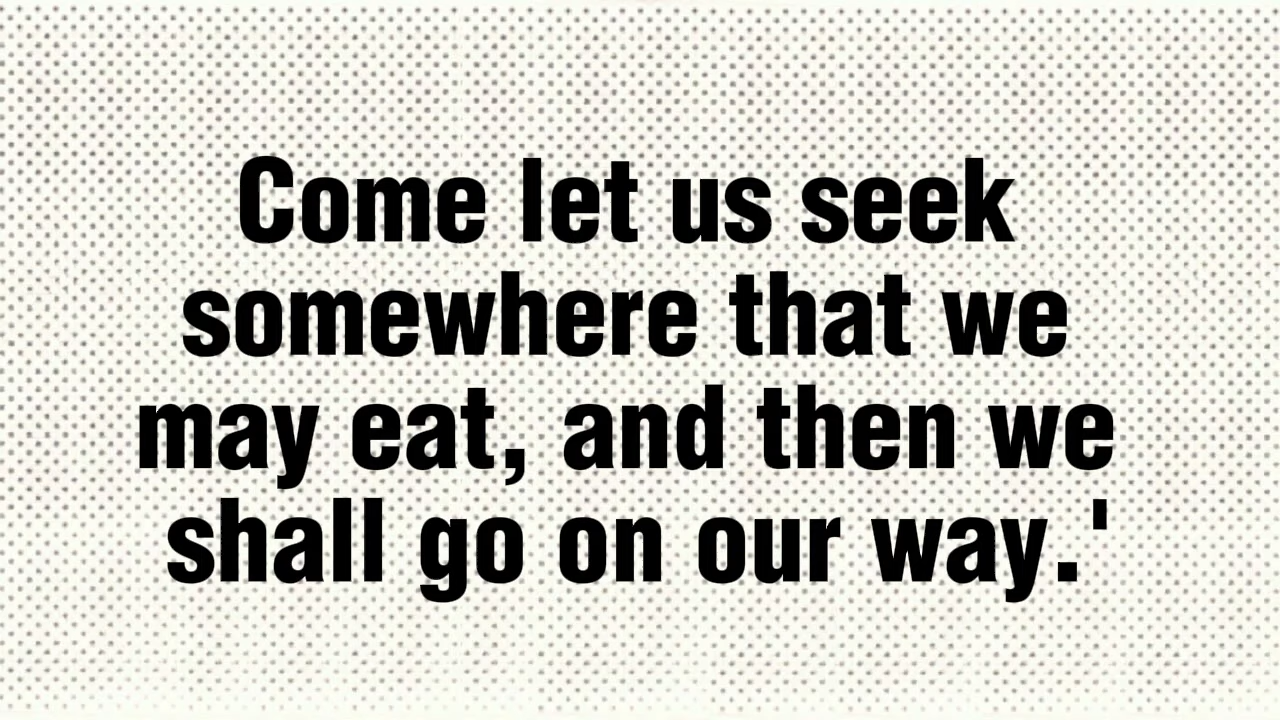 Come let us seek
somewhere that we
may eat, and then we
shall go on our way.'